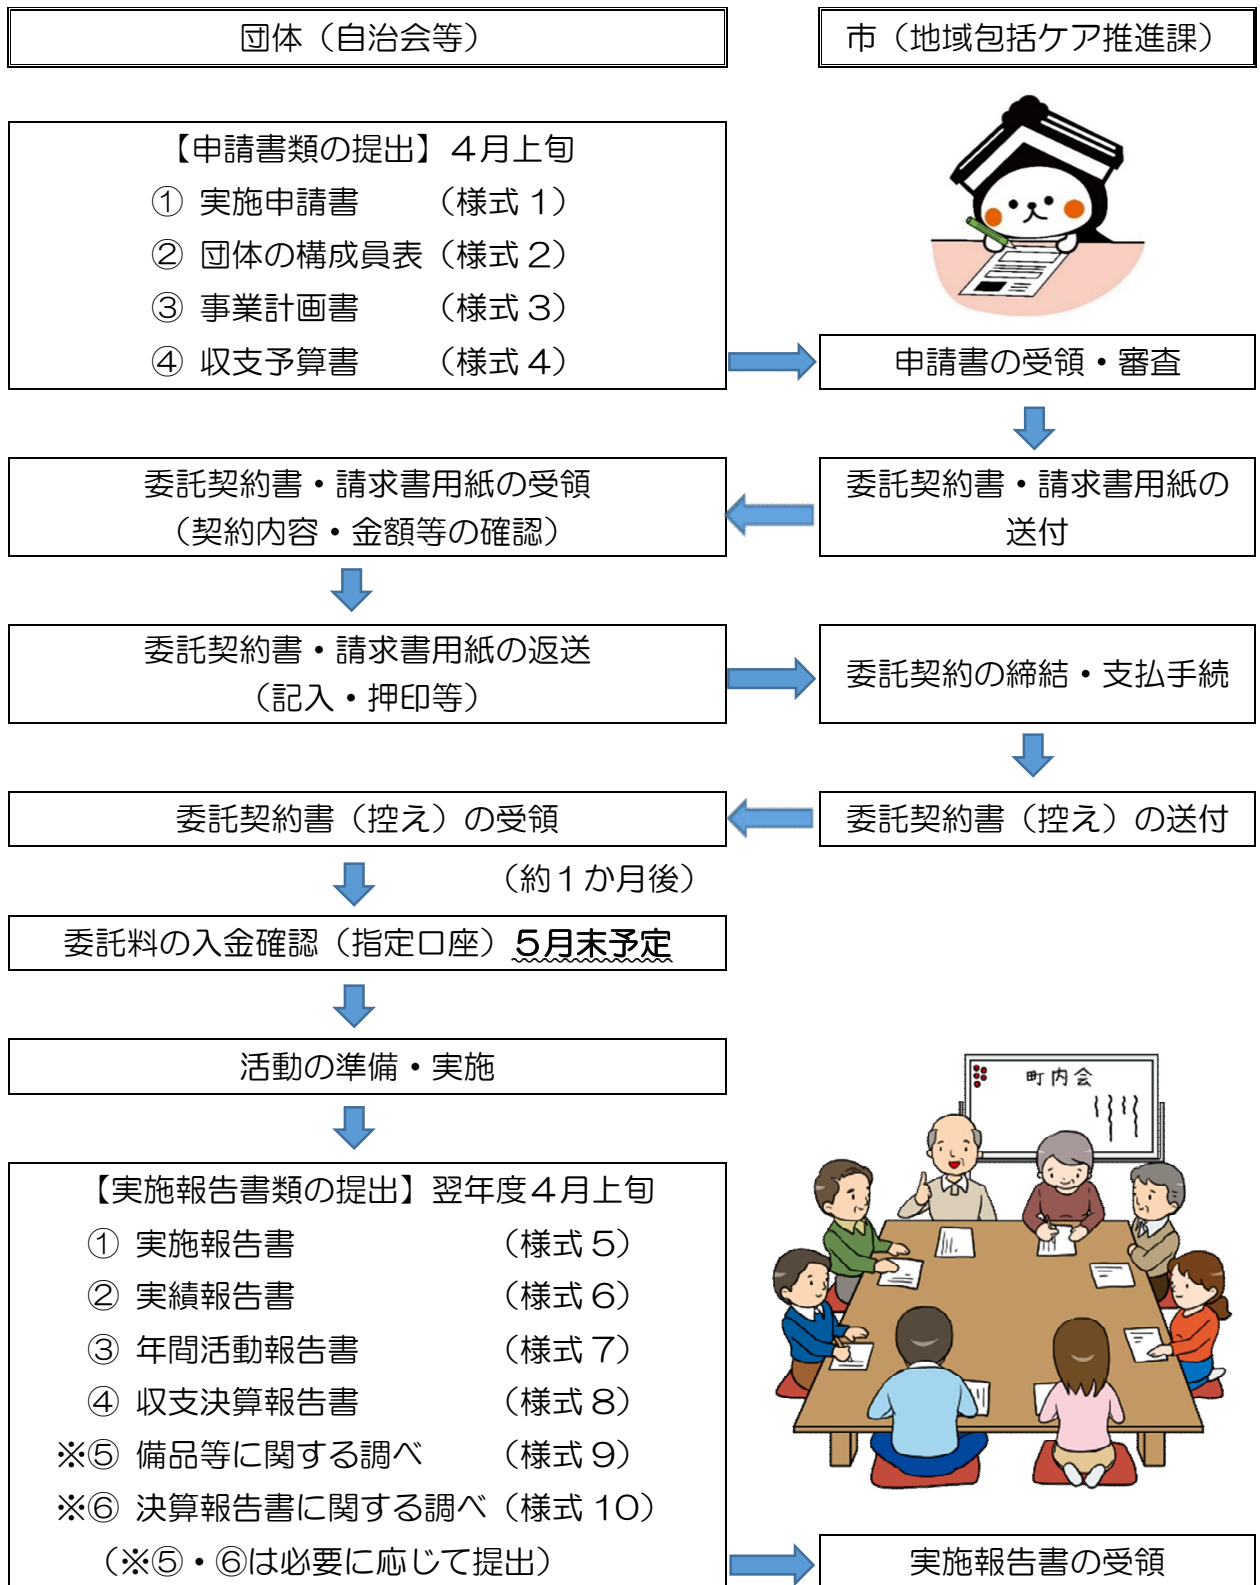 団体（自治会等）
市（地域包括ケア推進課）
【申請書類の提出】４月上旬
① 実施申請書　（様式１）
② 団体の構成員表（様式２）
③ 事業計画書　（様式３）
④ 収支予算書　（様式４）
申請書の受領・審査
委託契約書・請求書用紙の
送付
委託契約書・請求書用紙の受領
（契約内容・金額等の確認）
委託契約書・請求書用紙の返送
（記入・押印等）
委託契約の締結・支払手続
委託契約書（控え）の送付
委託契約書（控え）の受領
（約１か月後）
委託料の入金確認（指定口座）５月末予定
活動の準備・実施
町内会
【実施報告書類の提出】翌年度４月上旬
① 実施報告書　（様式５）
② 実績報告書　（様式６）
③ 年間活動報告書　（様式７）
④ 収支決算報告書　（様式８）
※⑤ 備品等に関する調べ　（様式９）
※⑥ 決算報告書に関する調べ（様式 10）
（※⑤・⑥は必要に応じて提出）
実施報告書の受領